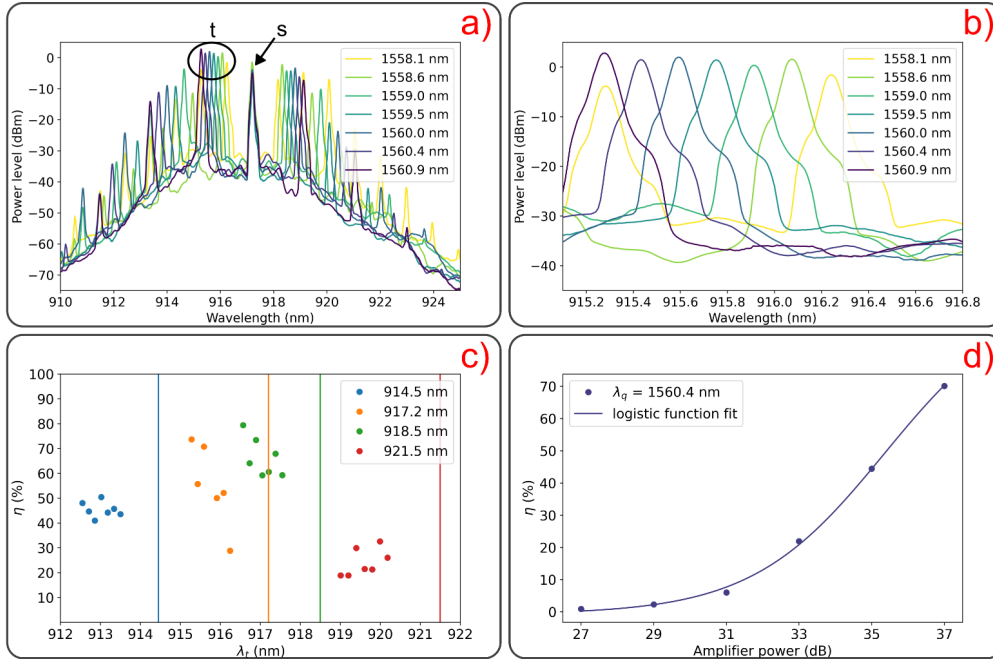 a)
t
s
Power level (dBm)
0
−10
−20
−30
−40
−50
−60
−70
1558.1 nm
1558.6 nm
1559.0 nm
1559.5 nm
1560.0 nm
1560.4 nm
1560.9 nm
910
912
914
916
918
920
922
924
Wavelength (nm)
b)
Power level (dBm)
0
−10
−20
−30
−40
1558.1 nm
1558.6 nm
1559.0 nm
1559.5 nm
1560.0 nm
1560.4 nm
1560.9 nm
915.2
915.4
915.6
915.8
916.0
916.2
916.4
916.6
916.8
Wavelength (nm)
c)
η (%)
100
90
80
70
60
50
40
30
20
10
914.5 nm
917.2 nm
918.5 nm
921.5 nm
912
913
914
915
916
917
918
919
920
921
922
λt (nm)
d)
η (%)
70
60
50
40
30
20
10
0
λq = 1560.4 nm
logistic function fit
27
29
31
33
35
37
Amplifier power (dB)